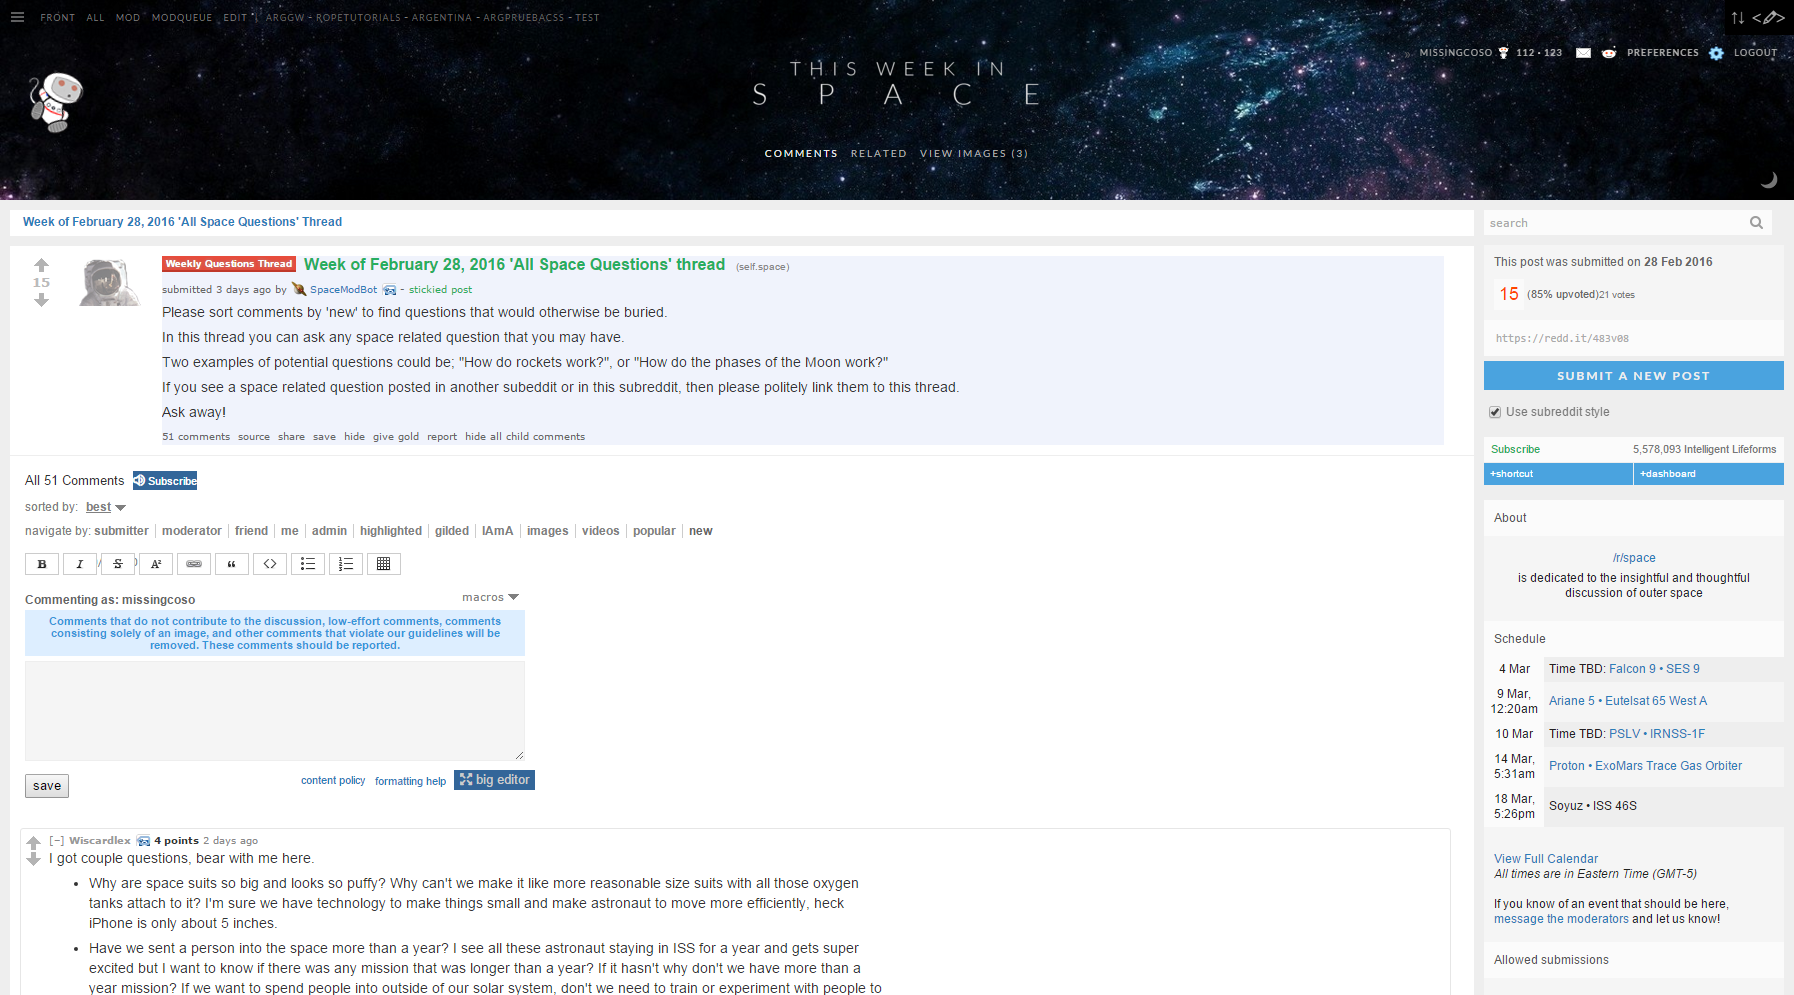 FRONT ALL MOD MODQUEUE EDIT ARGGW - ROPETUTORIALS - ARGENTINA - ARGPRUEBACSS - TEST
MISSINGCOSO 112 · 123 PREFERENCES LOGOUT
THIS WEEK IN
SPACE
COMMENTS RELATED VIEW IMAGES (3)
Week of February 28, 2016 'All Space Questions' Thread
search
15
Weekly Questions Thread Week of February 28, 2016 'All Space Questions' thread (self.space)
submitted 3 days ago by SpaceModBot - stickied post
Please sort comments by 'new' to find questions that would otherwise be buried.
In this thread you can ask any space related question that you may have.
Two examples of potential questions could be; "How do rockets work?", or "How do the phases of the Moon work?"
If you see a space related question posted in another subeddit or in this subreddit, then please politely link them to this thread.
Ask away!
51 comments source share save hide give gold report hide all child comments
All 51 Comments Subscribe
sorted by: best
navigate by: submitter | moderator | friend | me | admin | highlighted | gilded | IAmA | images | videos | popular | new
B I S A² “ <>
Commenting as: missingcoso macros
Comments that do not contribute to the discussion, low-effort comments, comments
consisting solely of an image, and other comments that violate our guidelines will be
removed. These comments should be reported.
save content policy formatting help big editor
[–] Wiscardlex 4 points 2 days ago
I got couple questions, bear with me here.
• Why are space suits so big and looks so puffy? Why can't we make it like more reasonable size suits with all those oxygen
tanks attach to it? I'm sure we have technology to make things small and make astronaut to move more efficiently, heck
iPhone is only about 5 inches.
• Have we sent a person into the space more than a year? I see all these astronaut staying in ISS for a year and gets super
excited but I want to know if there was any mission that was longer than a year? If it hasn't why don't we have more than a
year mission? If we want to spend people into outside of our solar system, don't we need to train or experiment with people to
This post was submitted on 28 Feb 2016
15 (85% upvoted) 21 votes
https://redd.it/483v08
SUBMIT A NEW POST
Use subreddit style
Subscribe 5,578,093 Intelligent Lifeforms
+shortcut +dashboard
About
/r/space
is dedicated to the insightful and thoughtful
discussion of outer space
Schedule
4 Mar Time TBD: Falcon 9 • SES 9
9 Mar,
12:20am Ariane 5 • Eutelsat 65 West A
10 Mar Time TBD: PSLV • IRNSS-1F
14 Mar,
5:31am Proton • ExoMars Trace Gas Orbiter
18 Mar,
5:26pm Soyuz • ISS 46S
View Full Calendar
All times are in Eastern Time (GMT-5)
If you know of an event that should be here,
message the moderators and let us know!
Allowed submissions